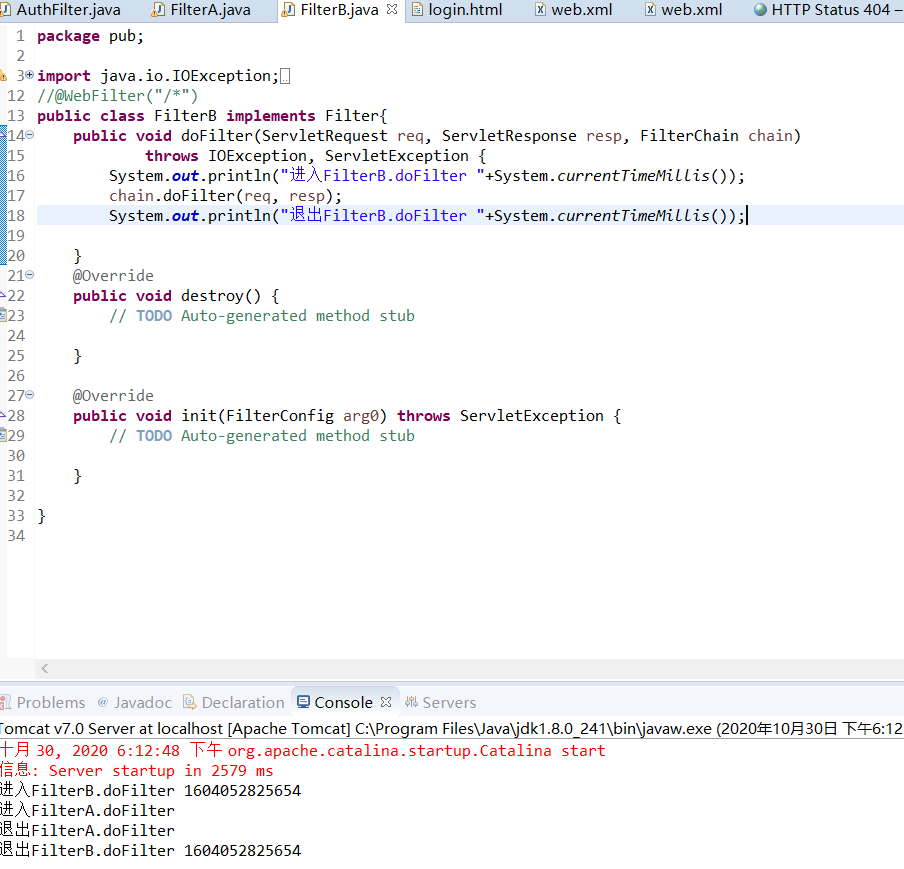 AuthFilter.java FilterA.java FilterB.java login.html web.xml web.xml HTTP Status 404 –
1 package pub;
2
3 import java.io.IOException;
12 //@WebFilter("/*")
13 public class FilterB implements Filter{
14 public void doFilter(ServletRequest req, ServletResponse resp, FilterChain chain)
15 throws IOException, ServletException {
16 System.out.println("进入FilterB.doFilter "+System.currentTimeMillis());
17 chain.doFilter(req, resp);
18 System.out.println("退出FilterB.doFilter "+System.currentTimeMillis());
19
20 }
21 @Override
22 public void destroy() {
23 // TODO Auto-generated method stub
24
25 }
26
27 @Override
28 public void init(FilterConfig arg0) throws ServletException {
29 // TODO Auto-generated method stub
30
31 }
32
33 }
34
Problems @ Javadoc Declaration Console Servers
Tomcat v7.0 Server at localhost [Apache Tomcat] C:\Program Files\Java\jdk1.8.0_241\bin\javaw.exe (2020年10月30日 下午6:12
十月 30, 2020 6:12:48 下午 org.apache.catalina.startup.Catalina start
信息: Server startup in 2579 ms
进入FilterB.doFilter 1604052825654
进入FilterA.doFilter
退出FilterA.doFilter
退出FilterB.doFilter 1604052825654